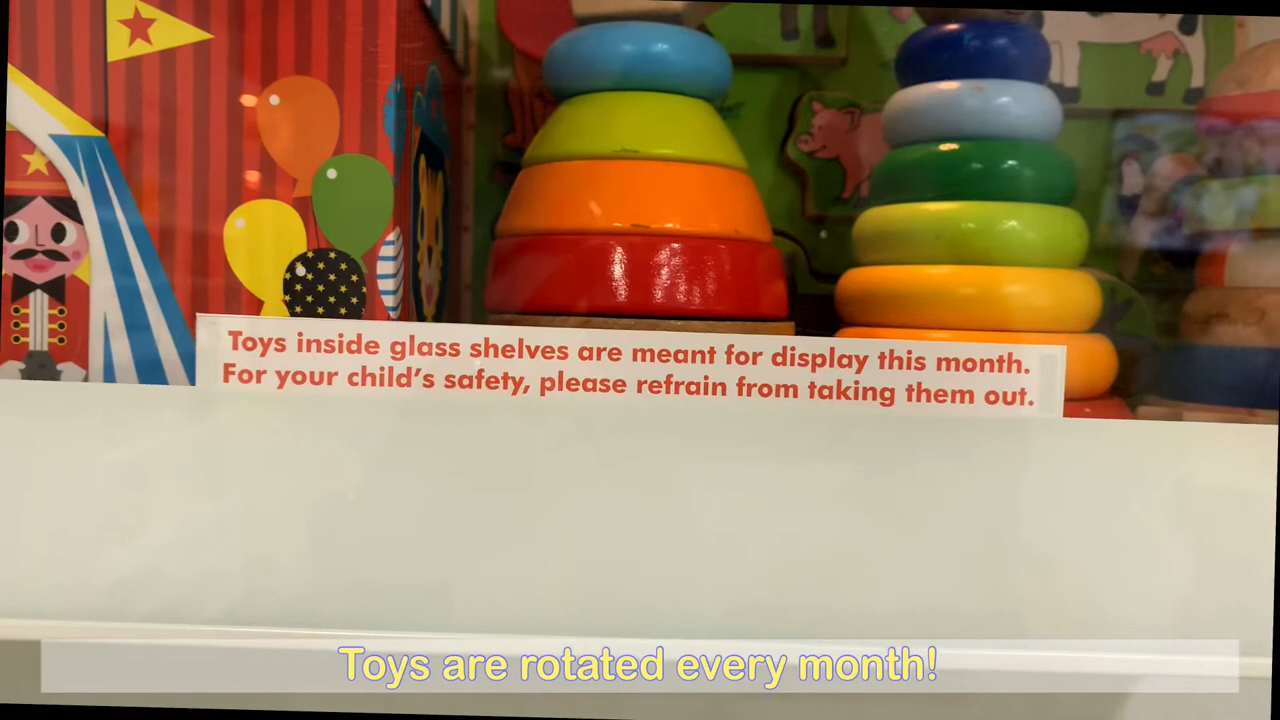 Toys inside glass shelves are meant for display this month.
For your child's safety, please refrain from taking them out.
Toys are rotated every month!